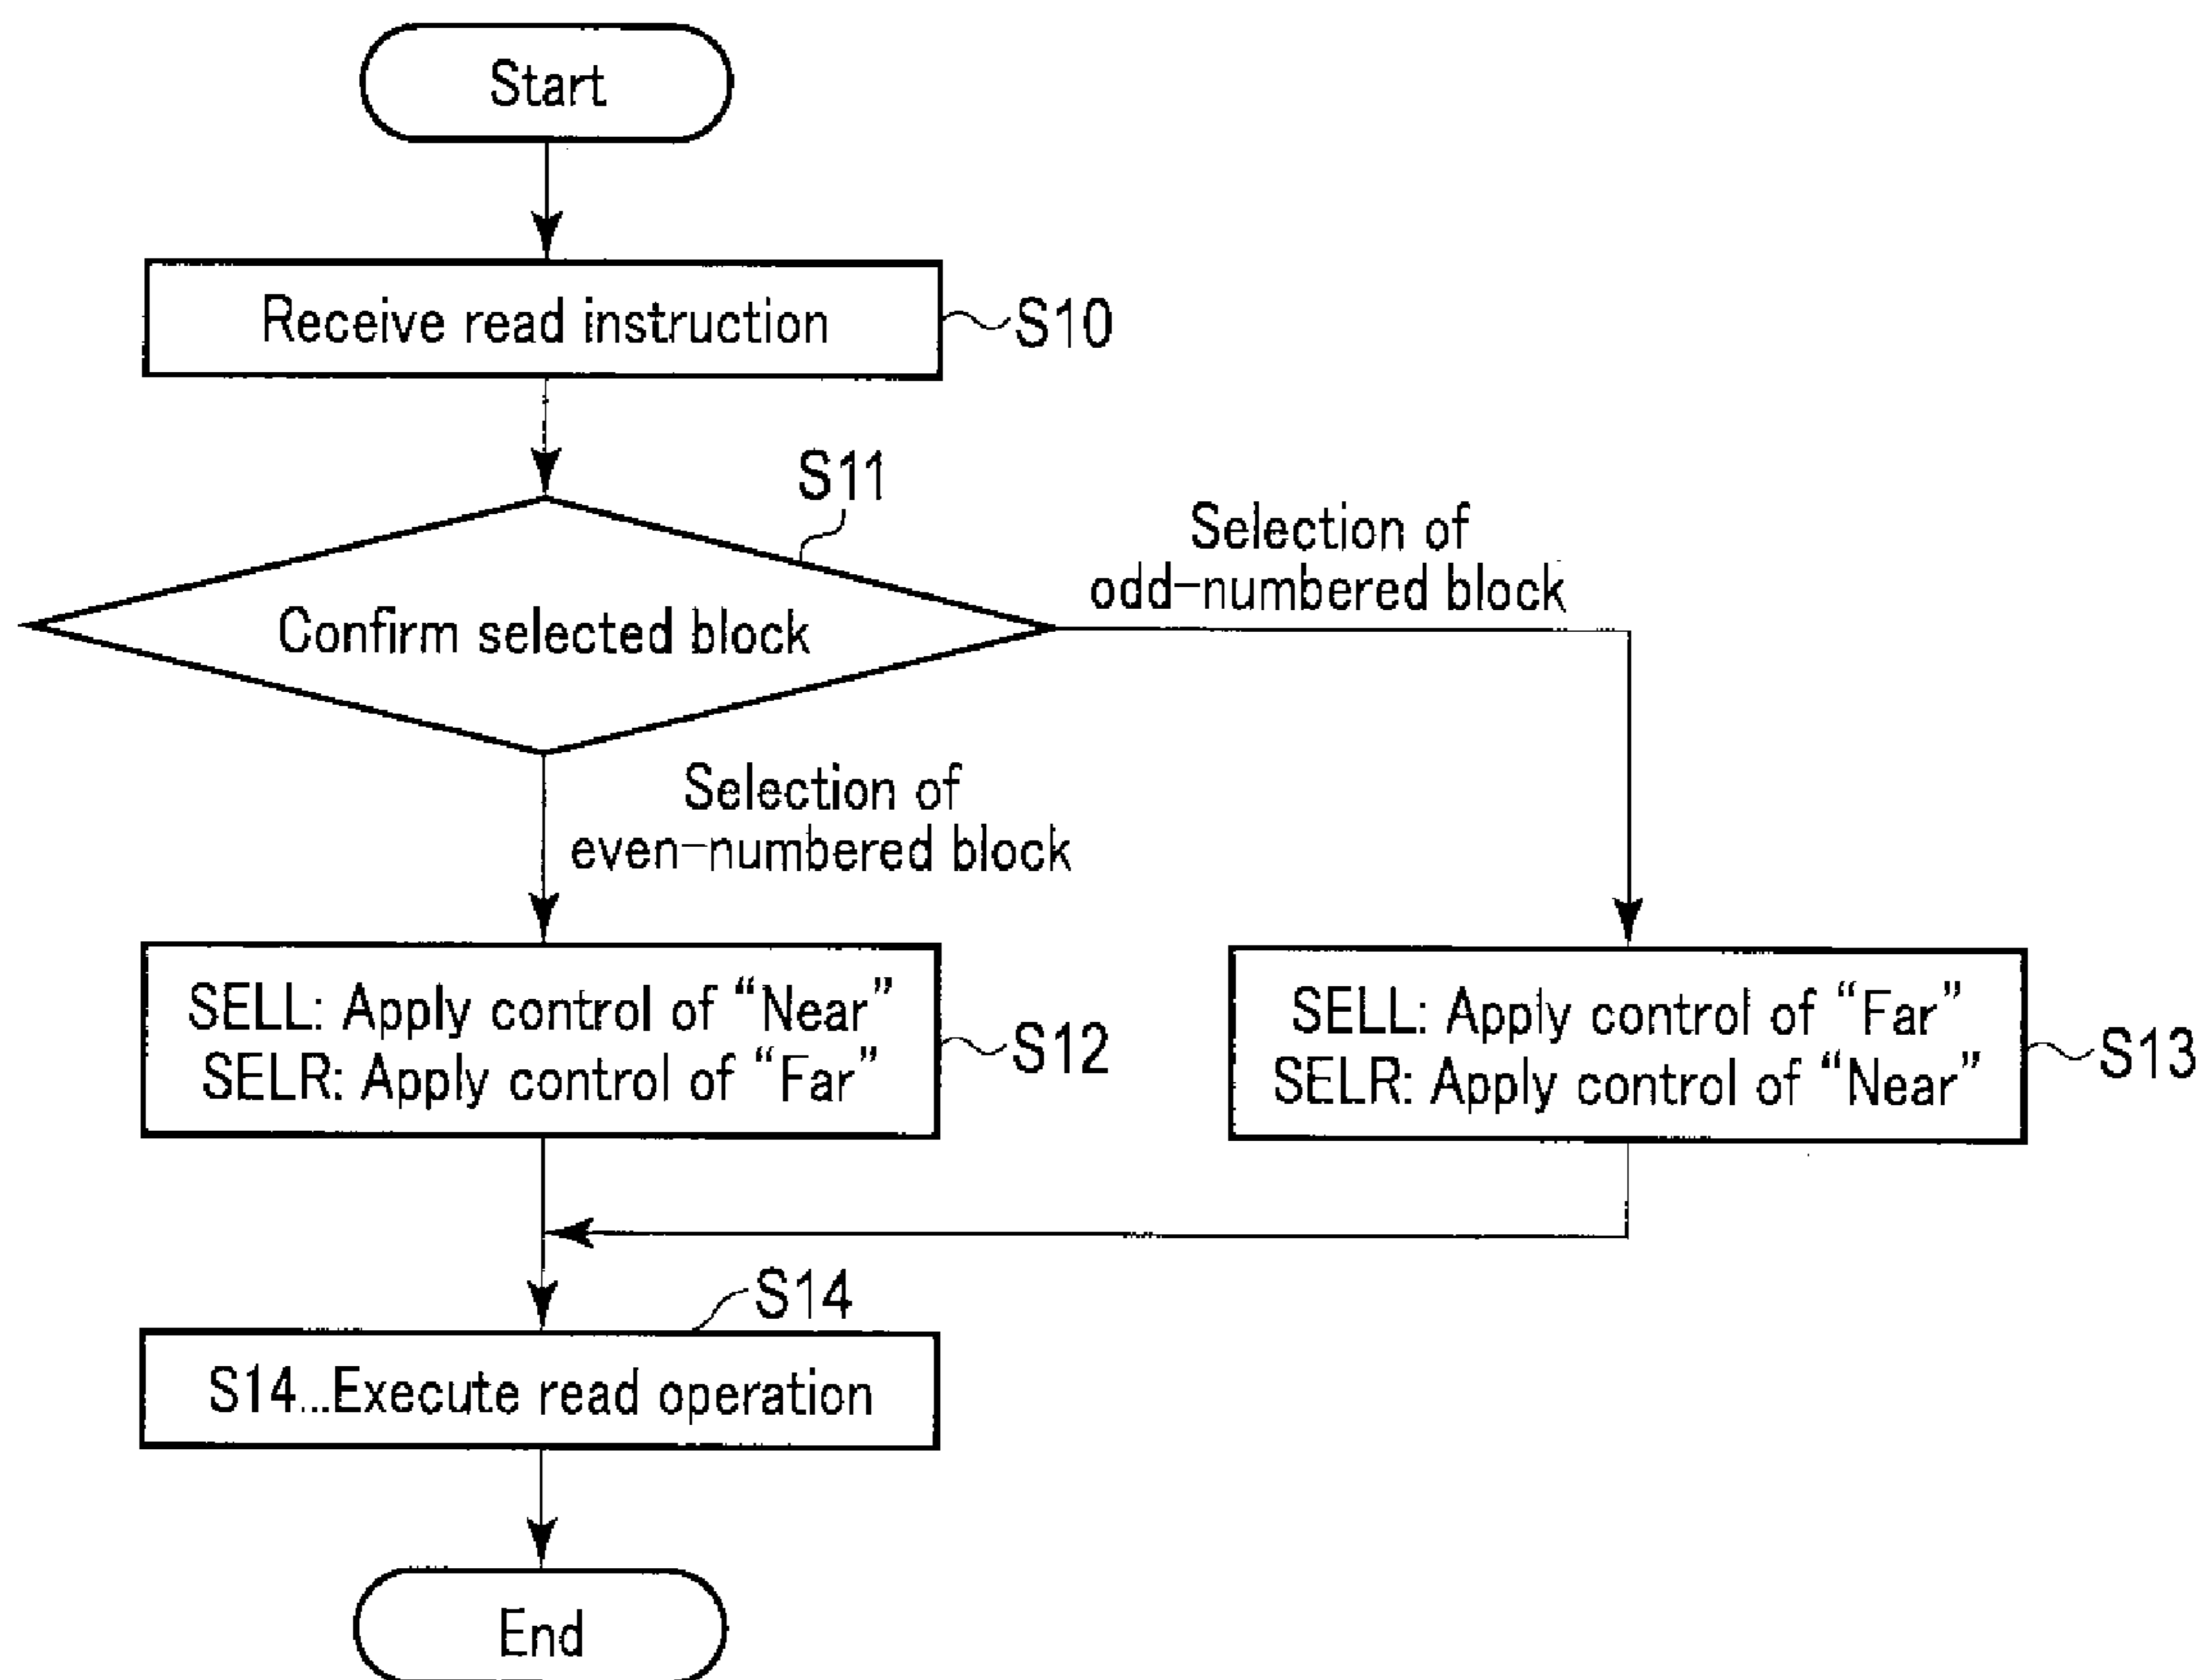 Start
Receive read instruction
S10
S11
Confirm selected block
Selection of
odd-numbered block
Selection of
even-numbered block
SELL: Apply control of “Near”
SELR: Apply control of “Far”
S12
SELL: Apply control of “Far”
SELR: Apply control of “Near”
S13
S14
S14...Execute read operation
End